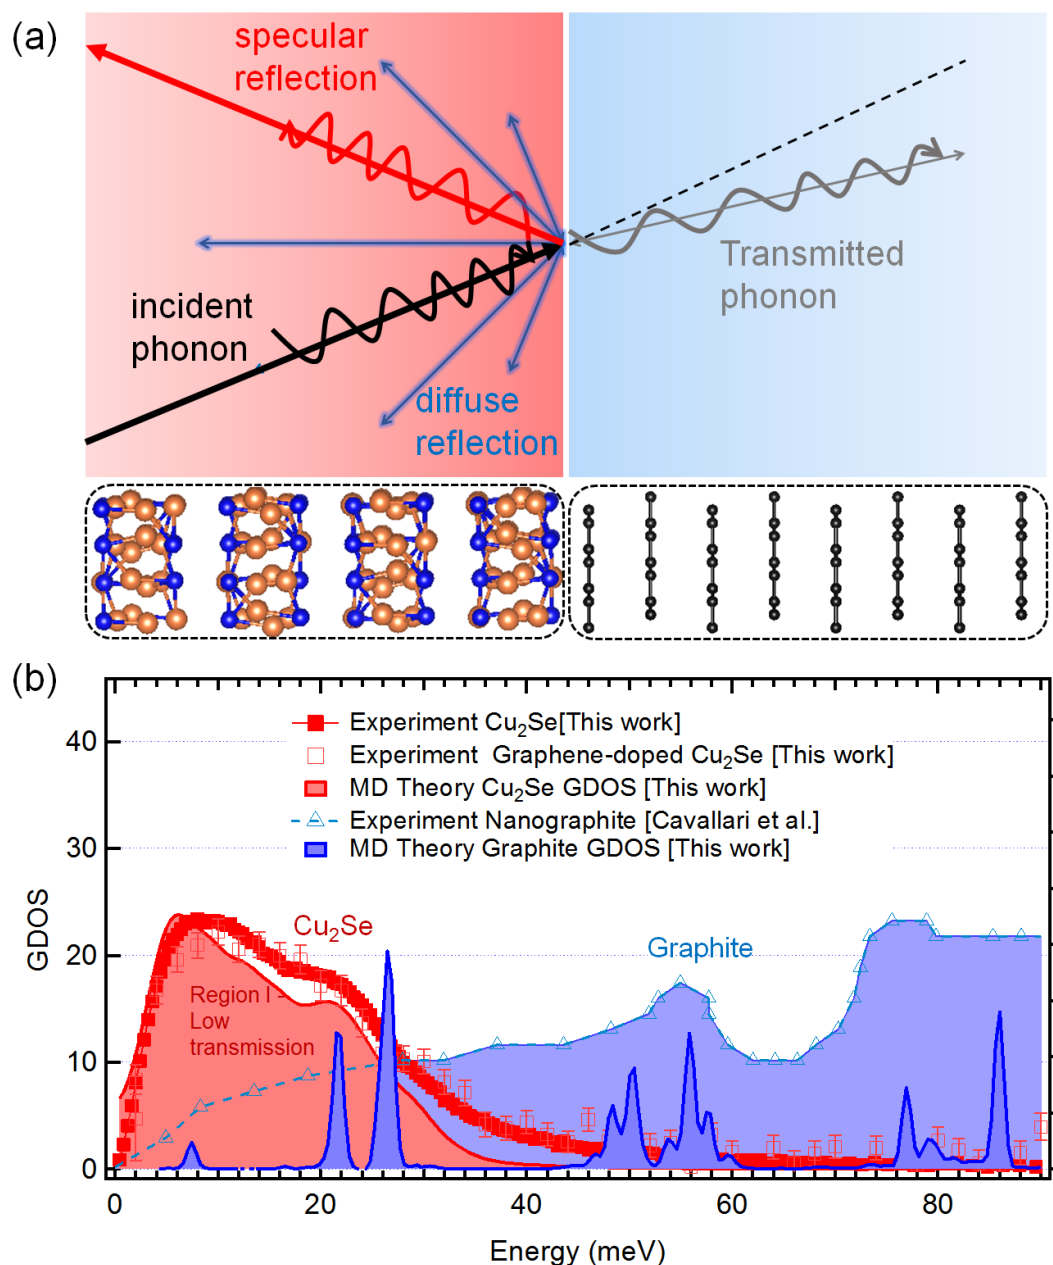 (a)
specular
reflection
incident
phonon
diffuse
reflection
Transmitted
phonon
(b)
Experiment Cu₂Se[This work]
Experiment Graphene-doped Cu₂Se [This work]
MD Theory Cu₂Se GDOS [This work]
Experiment Nanographite [Cavallari et al.]
MD Theory Graphite GDOS [This work]
Cu₂Se
Graphite
Region I -
Low
transmission
GDOS
40
30
20
10
0
0 20 40 60 80
Energy (meV)